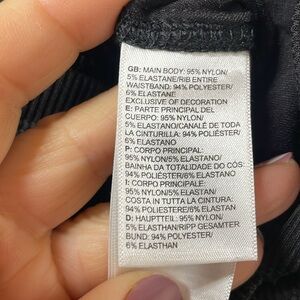 GB: MAIN BODY: 95% NYLON/
5% ELASTANE/RIB ENTIRE
WAISTBAND: 94% POLYESTER/
6% ELASTANE
EXCLUSIVE OF DECORATION
E: PARTE PRINCIPAL DEL
CUERPO: 95% NYLON/
5% ELASTANO/CANALÉ DE TODA
LA CINTURILLA: 94% POLIÉSTER/
6% ELASTANO
P: CORPO PRINCIPAL:
95% NYLON/5% ELASTANO/
BAINHA DA TOTALIDADE DO CÓS:
94% POLIÉSTER/6% ELASTANO
I: CORPO PRINCIPALE:
95% NYLON/5% ELASTAN/
COSTA IN TUTTA LA CINTURA:
94% POLIESTERE/6% ELASTAN
D: HAUPTTEIL: 95% NYLON/
5% ELASTHAN/RIPP GESAMTER
BUND: 94% POLYESTER/
6% ELASTHAN